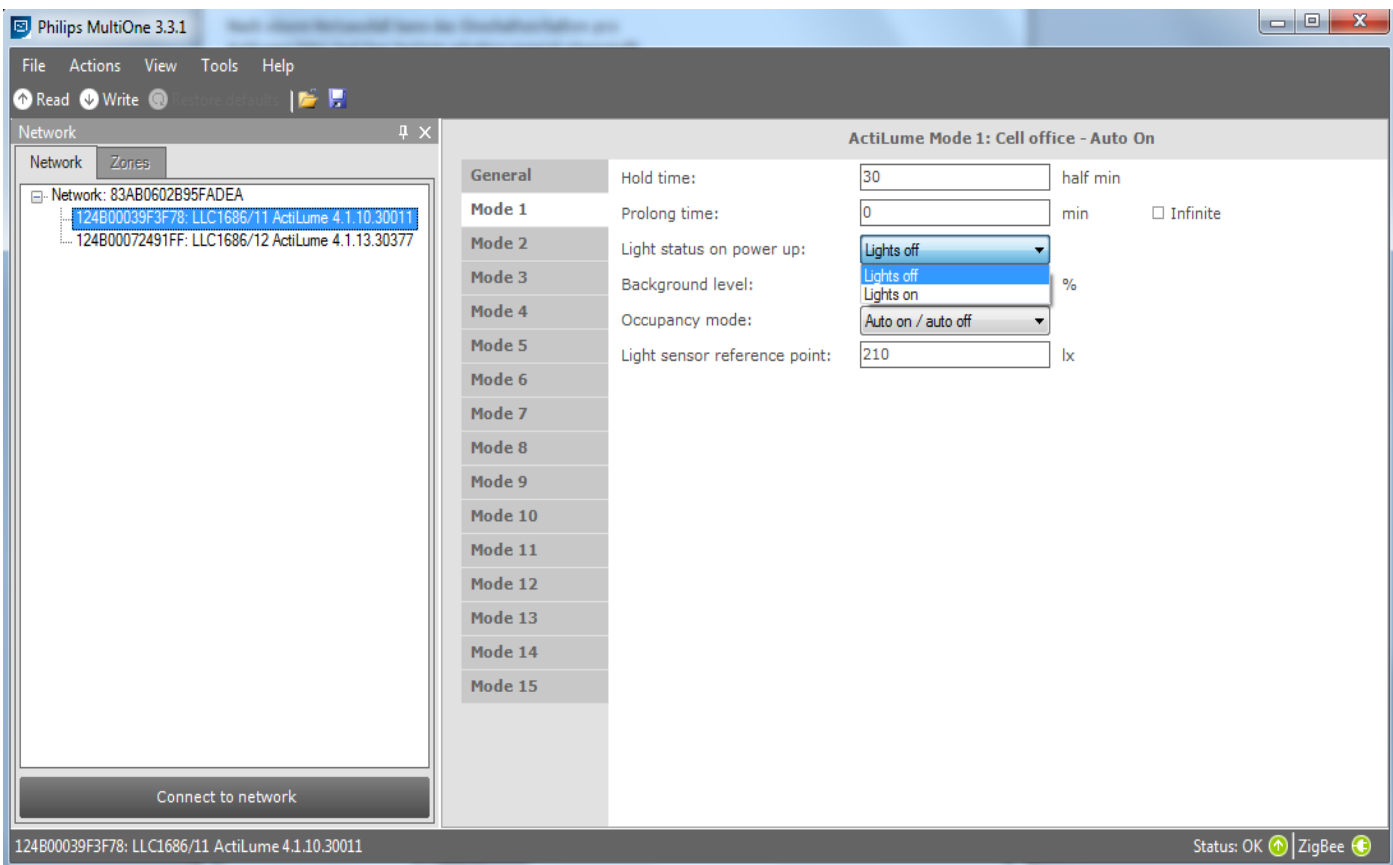 Philips MultiOne 3.3.1
File Actions View Tools Help
Read Write Restore defaults
Network
Network Zones
Network: 83AB0602B95FADEA
124B00039F3F78: LLC1686/11 ActiLume 4.1.10.30011
124B00072491FF: LLC1686/12 ActiLume 4.1.13.30377
Connect to network
ActiLume Mode 1: Cell office - Auto On
General
Mode 1
Mode 2
Mode 3
Mode 4
Mode 5
Mode 6
Mode 7
Mode 8
Mode 9
Mode 10
Mode 11
Mode 12
Mode 13
Mode 14
Mode 15
Hold time: 30 half min
Prolong time: 0 min Infinite
Light status on power up: Lights off
Lights off
Lights on
Background level: %
Occupancy mode: Auto on / auto off
Light sensor reference point: 210 lx
124B00039F3F78: LLC1686/11 ActiLume 4.1.10.30011
Status: OK ZigBee